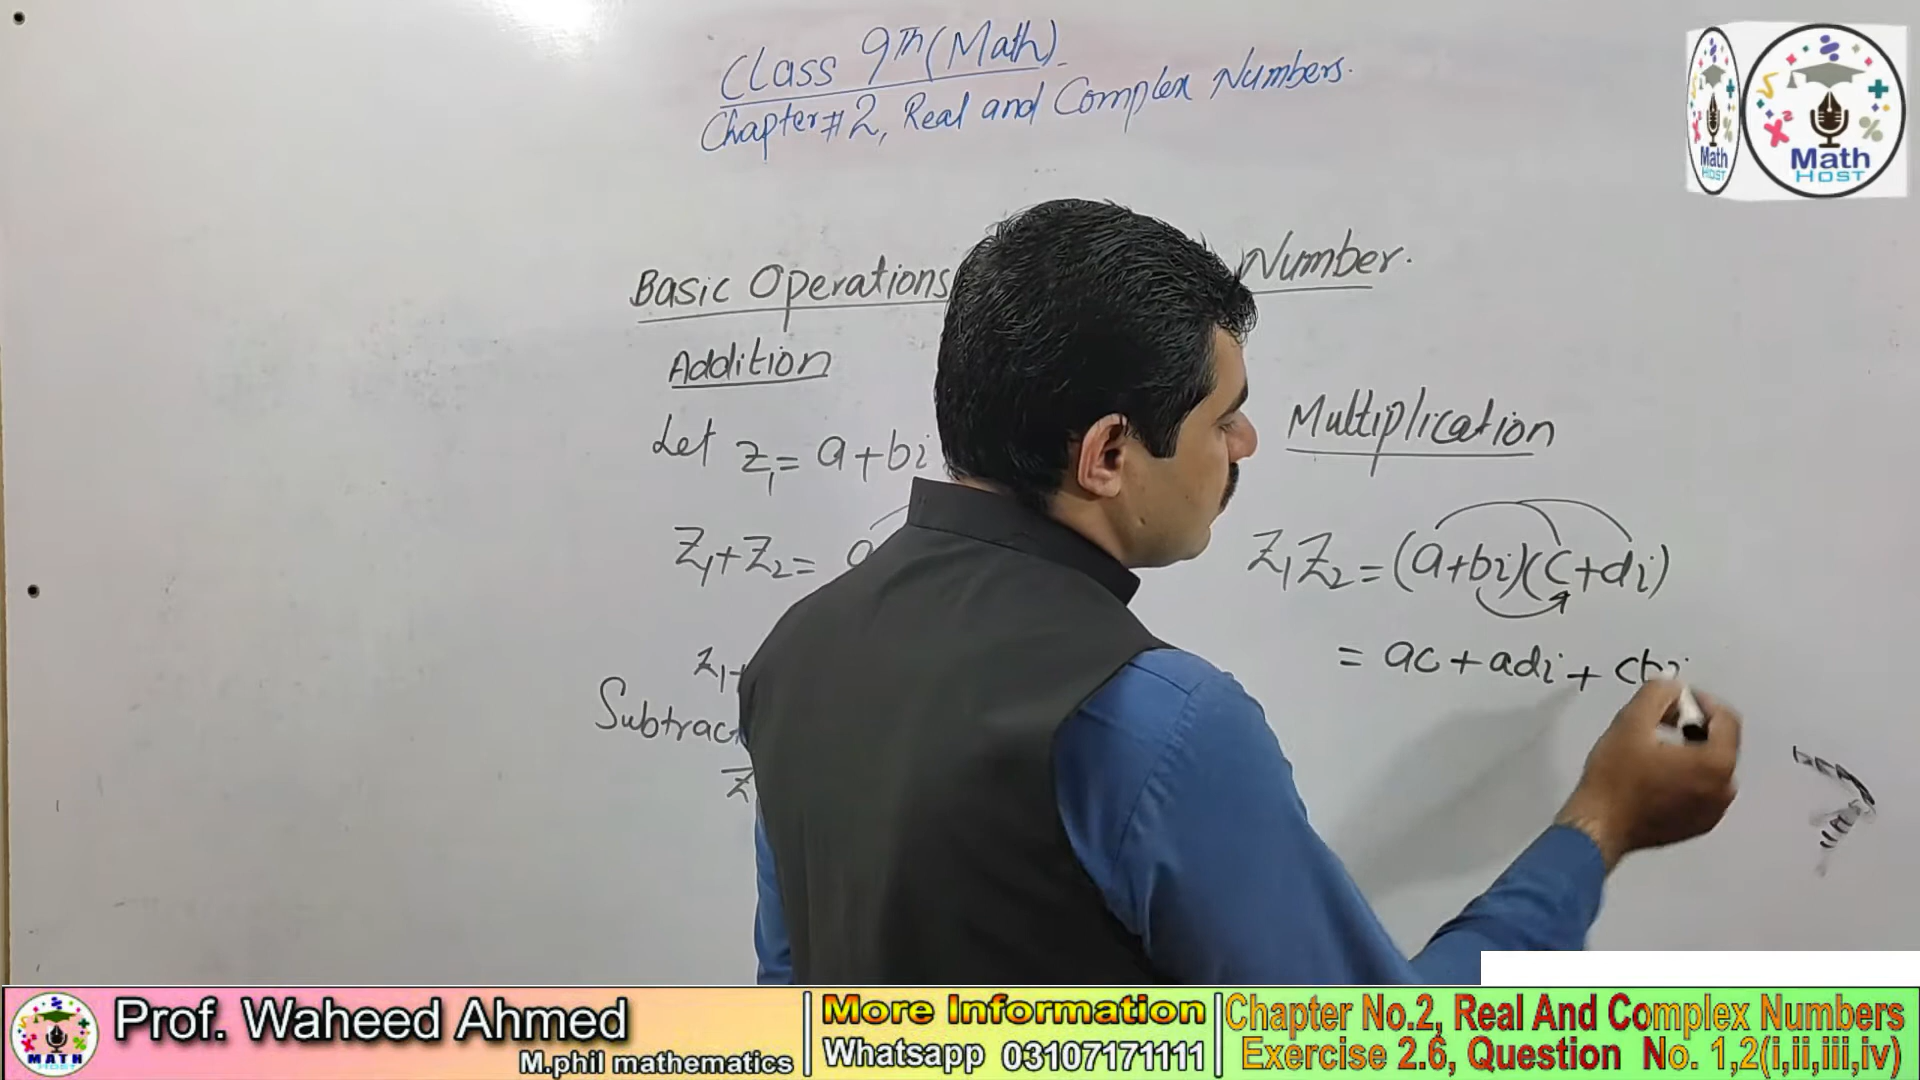 Class 9th (Math)
Chapter # 2, Real and Complex Numbers.
Math
HOST
Math
HOST
Basic Operations Number.
Addition
Let z₁ = a+bi
Z₁+Z₂= a
z₁+
Subtract
Z
Multiplication
Z₁Z₂ = (a+bi)(c+di)
= ac + adi + cbi
MATH
HOST
Prof. Waheed Ahmed
M.phil mathematics
More Information
Whatsapp 03107171111
Chapter No.2, Real And Complex Numbers
Exercise 2.6, Question No. 1,2(i,ii,iii,iv)